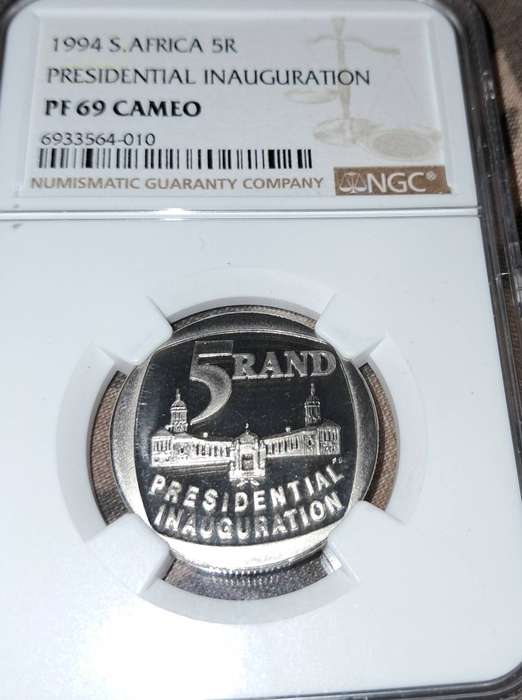 1994 S.AFRICA 5R
PRESIDENTIAL INAUGURATION
PF 69 CAMEO
6933564-010
NUMISMATIC GUARANTY COMPANY NGC®
5 RAND
PRESIDENTIAL
INAUGURATION